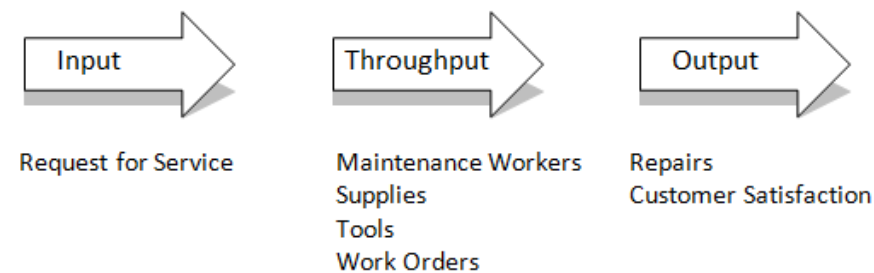 Input
Throughput
Output
Request for Service
Maintenance Workers
Supplies
Tools
Work Orders
Repairs
Customer Satisfaction